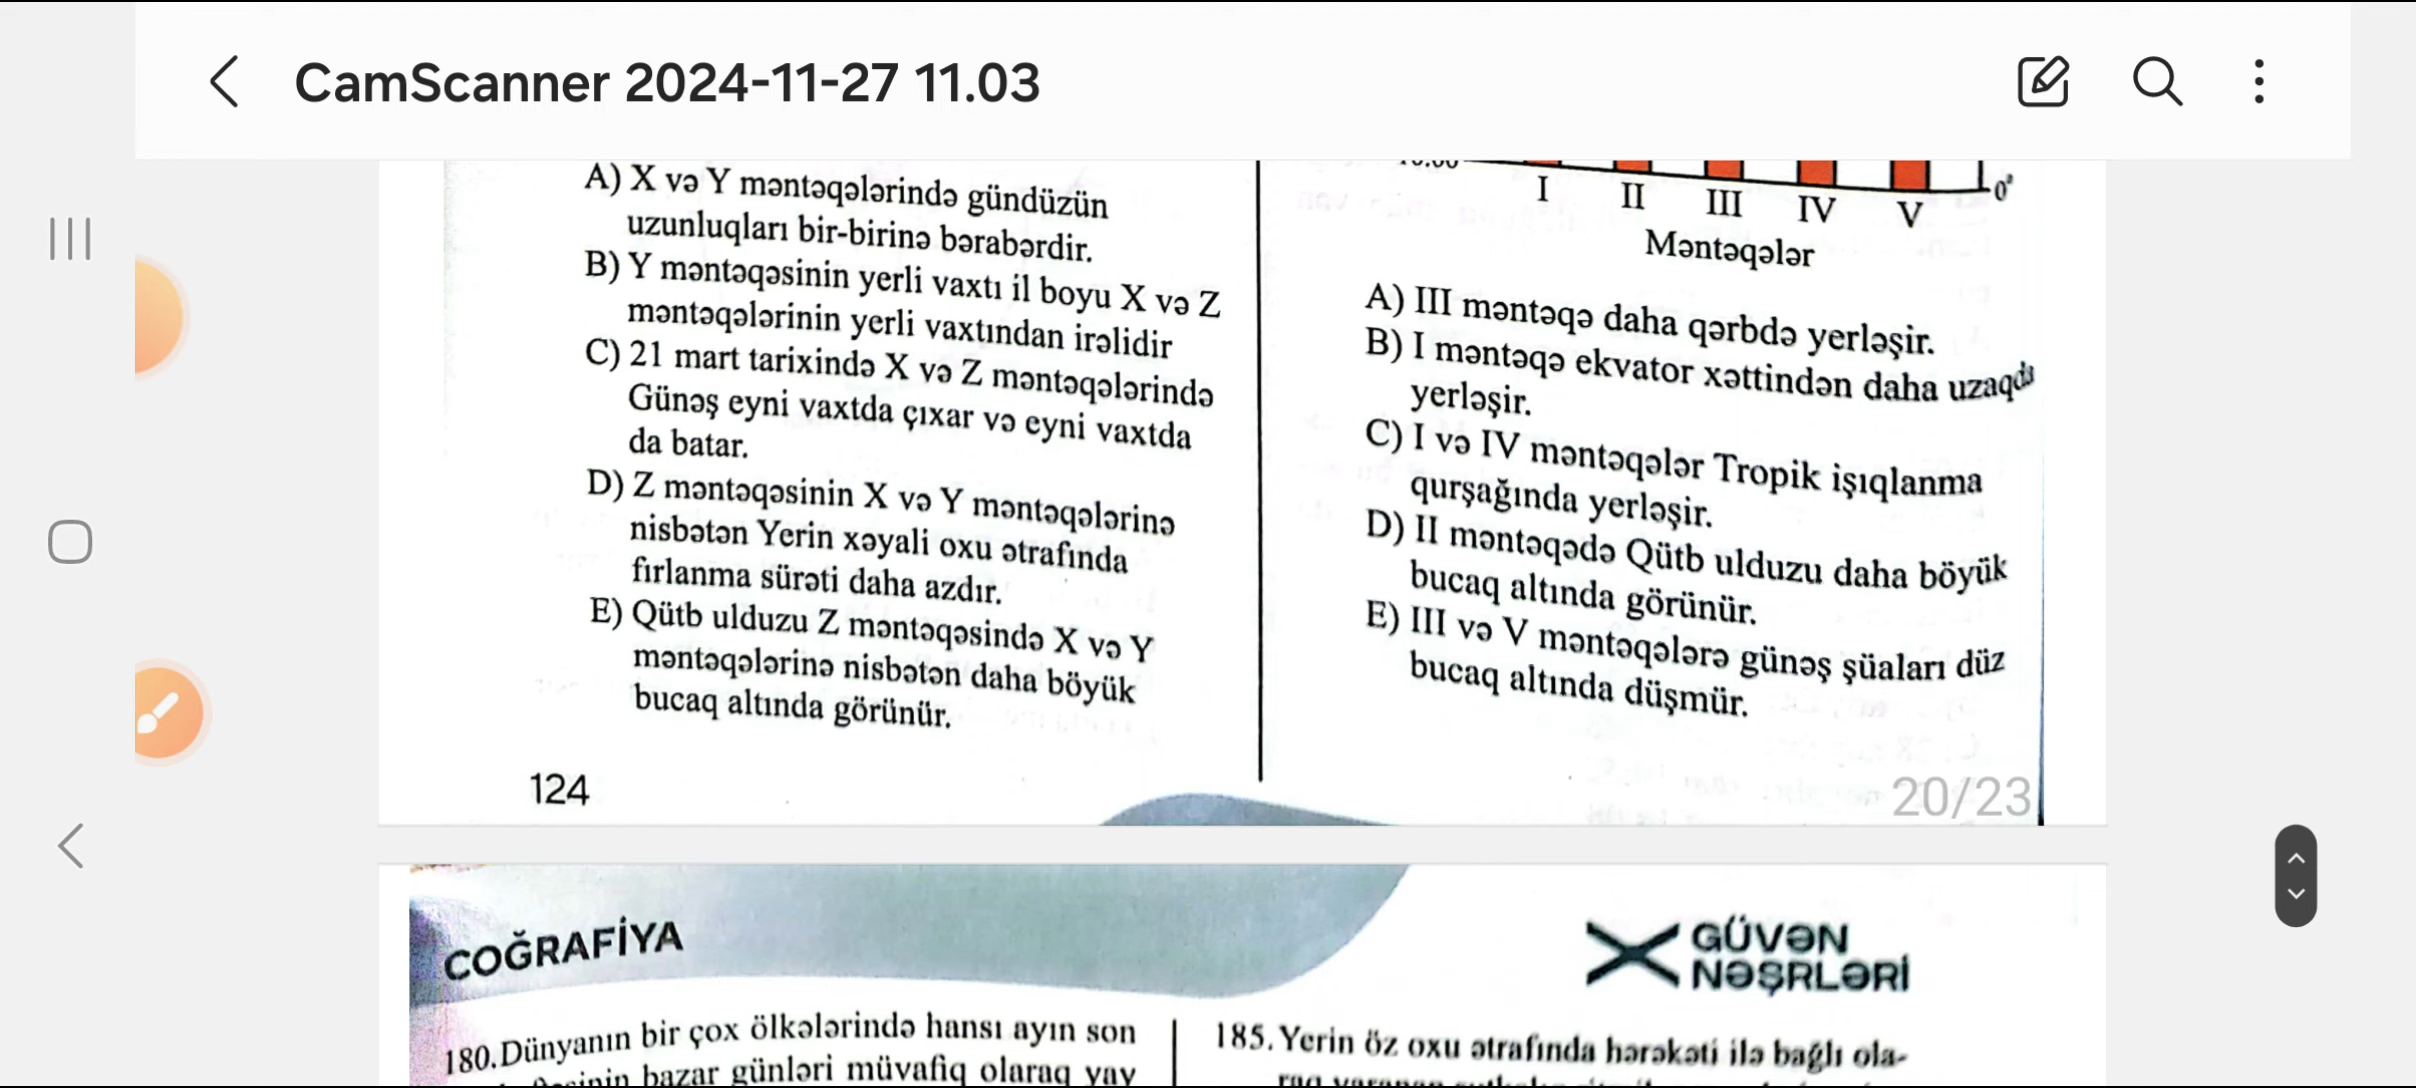 CamScanner 2024-11-27 11.03
A) X və Y məntəqələrində gündüzün
uzunluqları bir-birinə bərabərdir.
B) Y məntəqəsinin yerli vaxtı il boyu X və Z
məntəqələrinin yerli vaxtından irəlidir
C) 21 mart tarixində X və Z məntəqələrində
Günəş eyni vaxtda çıxar və eyni vaxtda
da batar.
D) Z məntəqəsinin X və Y məntəqələrinə
nisbətən Yerin xəyali oxu ətrafında
fırlanma sürəti daha azdır.
E) Qütb ulduzu Z məntəqəsində X və Y
məntəqələrinə nisbətən daha böyük
bucaq altında görünür.
124
I II III IV V 0°
Məntəqələr
A) III məntəqə daha qərbdə yerləşir.
B) I məntəqə ekvator xəttindən daha uzaqda
yerləşir.
C) I və IV məntəqələr Tropik işıqlanma
qurşağında yerləşir.
D) II məntəqədə Qütb ulduzu daha böyük
bucaq altında görünür.
E) III və V məntəqələrə günəş şüaları düz
bucaq altında düşmür.
20/23
COĞRAFİYA
GÜVƏN
NƏŞRLƏRİ
180. Dünyanın bir çox ölkələrində hansı ayın son
bazar günləri müvafiq olaraq yay
185. Yerin öz oxu ətrafında hərəkəti ilə bağlı ola-